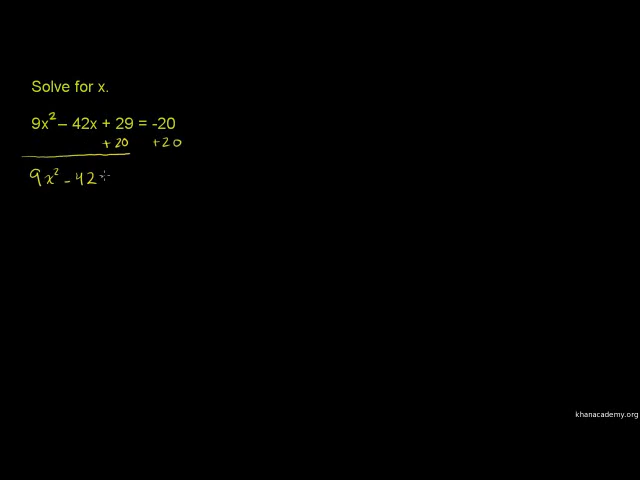 Solve for x.
9x² – 42x + 29 = -20
+ 20 +20
9x² - 42
khanacademy.org